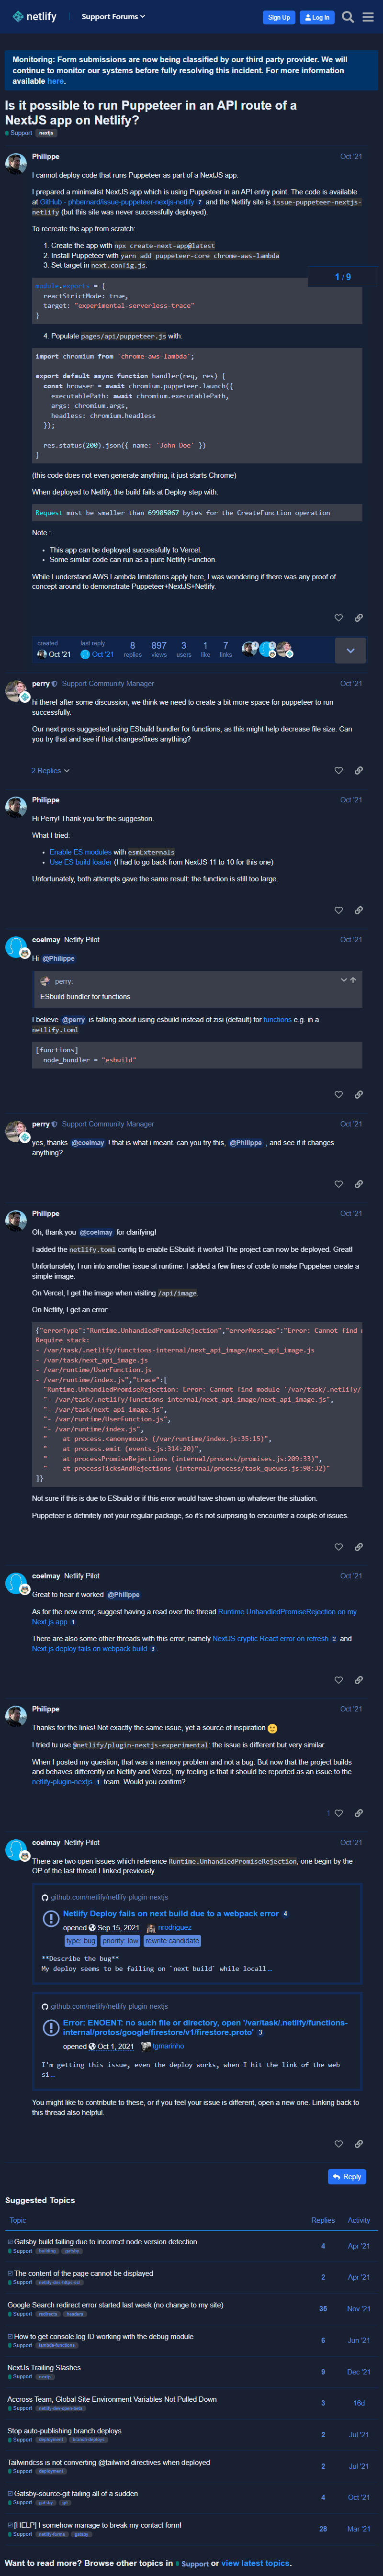 netlify
Support Forums
Sign Up
Log In
Monitoring: Form submissions are now being classified by our third party provider. We will
continue to monitor our systems before fully resolving this incident. For more information
available here.
Is it possible to run Puppeteer in an API route of a
NextJS app on Netlify?
Support nextjs
Philippe Oct '21
I cannot deploy code that runs Puppeteer as part of a NextJS app.
I prepared a minimalist NextJS app which is using Puppeteer in an API entry point. The code is available
at GitHub - phbernard/issue-puppeteer-nextjs-netlify 7 and the Netlify site is issue-puppeteer-nextjs-
netlify (but this site was never successfully deployed).
To recreate the app from scratch:
1. Create the app with npx create-next-app@latest
2. Install Puppeteer with yarn add puppeteer-core chrome-aws-lambda
3. Set target in next.config.js:
1 / 9
module.exports = {
reactStrictMode: true,
target: "experimental-serverless-trace"
}
4. Populate pages/api/puppeteer.js with:
import chromium from 'chrome-aws-lambda';
export default async function handler(req, res) {
const browser = await chromium.puppeteer.launch({
executablePath: await chromium.executablePath,
args: chromium.args,
headless: chromium.headless
});
res.status(200).json({ name: 'John Doe' })
}
(this code does not even generate anything, it just starts Chrome)
When deployed to Netlify, the build fails at Deploy step with:
Request must be smaller than 69905067 bytes for the CreateFunction operation
Note :
• This app can be deployed successfully to Vercel.
• Some similar code can run as a pure Netlify Function.
While I understand AWS Lambda limitations apply here, I was wondering if there was any proof of
concept around to demonstrate Puppeteer+NextJS+Netlify.
created last reply 8 897 3 1 7
Oct '21 Oct '21 replies views users like links
4 3
perry Support Community Manager Oct '21
hi there! after some discussion, we think we need to create a bit more space for puppeteer to run
successfully.
Our next pros suggested using ESbuild bundler for functions, as this might help decrease file size. Can
you try that and see if that changes/fixes anything?
2 Replies
Philippe Oct '21
Hi Perry! Thank you for the suggestion.
What I tried:
• Enable ES modules with esmExternals
• Use ES build loader (I had to go back from NextJS 11 to 10 for this one)
Unfortunately, both attempts gave the same result: the function is still too large.
coelmay Netlify Pilot Oct '21
Hi @Philippe
perry:
ESbuild bundler for functions
I believe @perry is talking about using esbuild instead of zisi (default) for functions e.g. in a
netlify.toml
[functions]
node_bundler = "esbuild"
perry Support Community Manager Oct '21
yes, thanks @coelmay ! that is what i meant. can you try this, @Philippe , and see if it changes
anything?
Philippe Oct '21
Oh, thank you @coelmay for clarifying!
I added the netlify.toml config to enable ESbuild: it works! The project can now be deployed. Great!
Unfortunately, I run into another issue at runtime. I added a few lines of code to make Puppeteer create a
simple image.
On Vercel, I get the image when visiting /api/image.
On Netlify, I get an error:
{"errorType":"Runtime.UnhandledPromiseRejection","errorMessage":"Error: Cannot find
Require stack:
- /var/task/.netlify/functions-internal/next_api_image/next_api_image.js
- /var/task/next_api_image.js
- /var/runtime/UserFunction.js
- /var/runtime/index.js","trace":[
"Runtime.UnhandledPromiseRejection: Error: Cannot find module '/var/task/.netlify/
"- /var/task/.netlify/functions-internal/next_api_image/next_api_image.js",
"- /var/task/next_api_image.js",
"- /var/runtime/UserFunction.js",
"- /var/runtime/index.js",
" at process.<anonymous> (/var/runtime/index.js:35:15)",
" at process.emit (events.js:314:20)",
" at processPromiseRejections (internal/process/promises.js:209:33)",
" at processTicksAndRejections (internal/process/task_queues.js:98:32)"
]}
Not sure if this is due to ESbuild or if this error would have shown up whatever the situation.
Puppeteer is definitely not your regular package, so it's not surprising to encounter a couple of issues.
coelmay Netlify Pilot Oct '21
Great to hear it worked @Philippe
As for the new error, suggest having a read over the thread Runtime.UnhandledPromiseRejection on my
Next.js app 1 .
There are also some other threads with this error, namely NextJS cryptic React error on refresh 2 and
Next.js deploy fails on webpack build 3 .
Philippe Oct '21
Thanks for the links! Not exactly the same issue, yet a source of inspiration
I tried tu use @netlify/plugin-nextjs-experimental: the issue is different but very similar.
When I posted my question, that was a memory problem and not a bug. But now that the project builds
and behaves differently on Netlify and Vercel, my feeling is that it should be reported as an issue to the
netlify-plugin-nextjs 1 team. Would you confirm?
1
coelmay Netlify Pilot Oct '21
There are two open issues which reference Runtime.UnhandledPromiseRejection, one begin by the
OP of the last thread I linked previously.
github.com/netlify/netlify-plugin-nextjs
Netlify Deploy fails on next build due to a webpack error 4
opened Sep 15, 2021 nrodriguez
type: bug priority: low rewrite candidate
**Describe the bug**
My deploy seems to be failing on `next build` while locall …
github.com/netlify/netlify-plugin-nextjs
Error: ENOENT: no such file or directory, open '/var/task/.netlify/functions-
internal/protos/google/firestore/v1/firestore.proto' 3
opened Oct 1, 2021 tgmarinho
I'm getting this issue, even the deploy works, when I hit the link of the web
si …
You might like to contribute to these, or if you feel your issue is different, open a new one. Linking back to
this thread also helpful.
Reply
Suggested Topics
Topic Replies Activity
Gatsby build failing due to incorrect node version detection 4 Apr '21
Support building gatsby
The content of the page cannot be displayed 2 Apr '21
Support netlify-dns-https-ssl
Google Search redirect error started last week (no change to my site) 35 Nov '21
Support redirects headers
How to get console.log ID working with the debug module 6 Jun '21
Support lambda-functions
NextJs Trailing Slashes 9 Dec '21
Support nextjs
Accross Team, Global Site Environment Variables Not Pulled Down 3 16d
Support netlify-dev-open-beta
Stop auto-publishing branch deploys 2 Jul '21
Support deployment branch-deploys
Tailwindcss is not converting @tailwind directives when deployed 2 Jul '21
Support deployment
Gatsby-source-git failing all of a sudden 4 Oct '21
Support gatsby git
[HELP] I somehow manage to break my contact form! 28 Mar '21
Support netlify-forms gatsby
Want to read more? Browse other topics in Support or view latest topics.